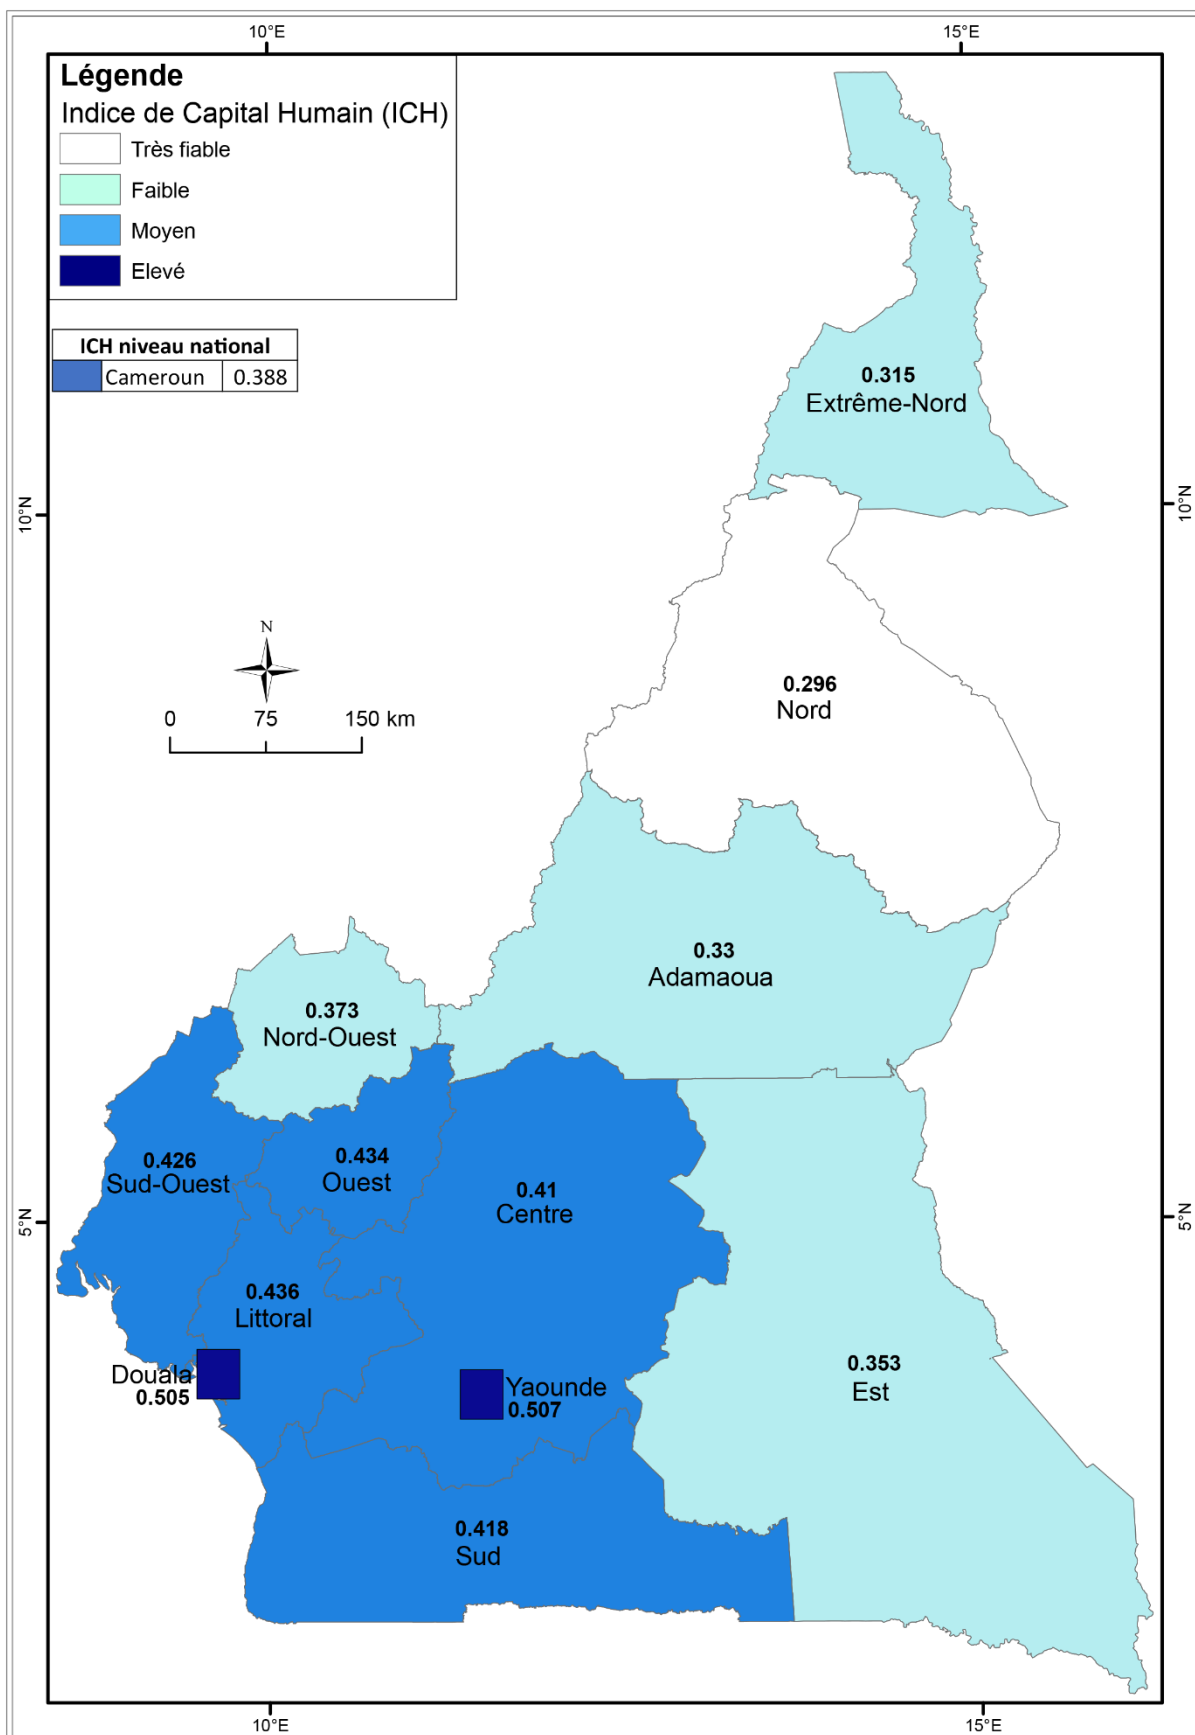 10°E
15°E
Légende
Indice de Capital Humain (ICH)
Très fiable
Faible
Moyen
Elevé
ICH niveau national
Cameroun 0.388
0.315
Extrême-Nord
10°N
10°N
N
0 75 150 km
0.296
Nord
0.33
Adamaoua
0.373
Nord-Ouest
0.426
Sud-Ouest
0.434
Ouest
0.41
Centre
5°N
5°N
0.436
Littoral
0.353
Est
Douala
0.505
Yaounde
0.507
0.418
Sud
10°E
15°E